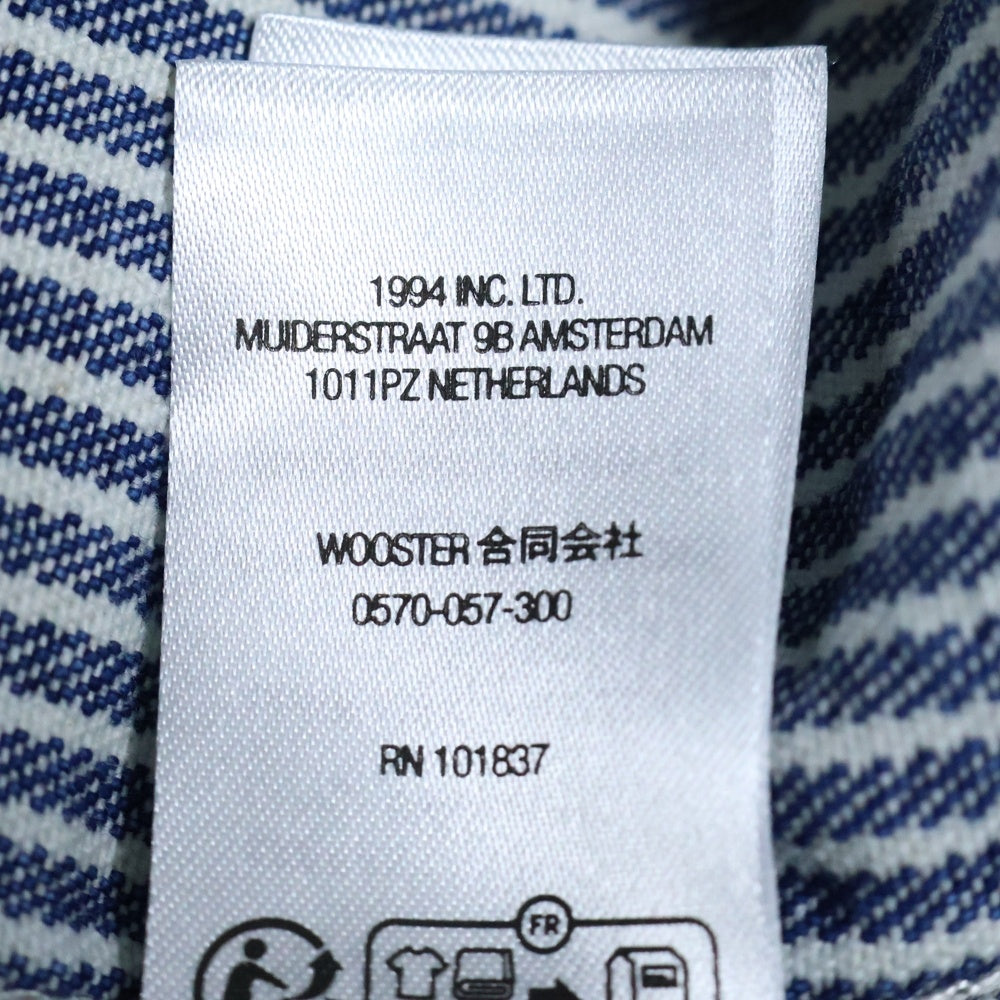 1994 INC. LTD.
MUIDERSTRAAT 9B AMSTERDAM
1011PZ NETHERLANDS
WOOSTER 合同会社
0570-057-300
RN 101837
FR